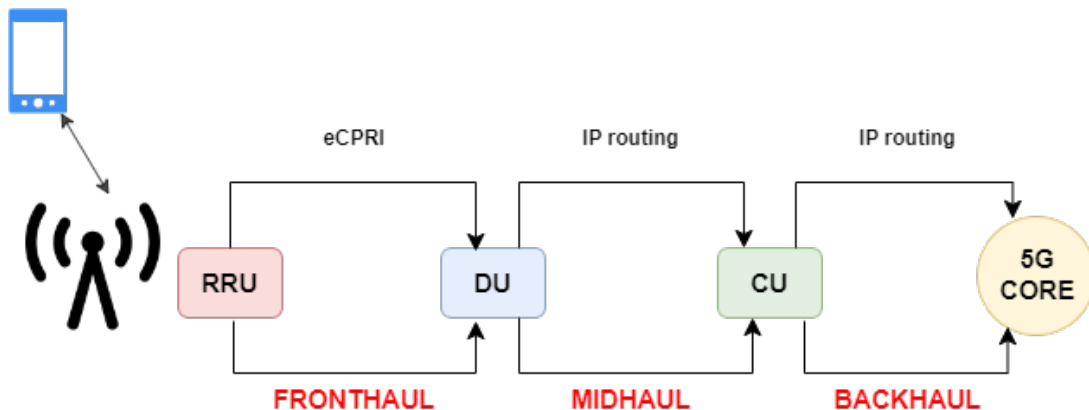 eCPRI
IP routing
IP routing
RRU
DU
CU
5G
CORE
FRONTHAUL
MIDHAUL
BACKHAUL